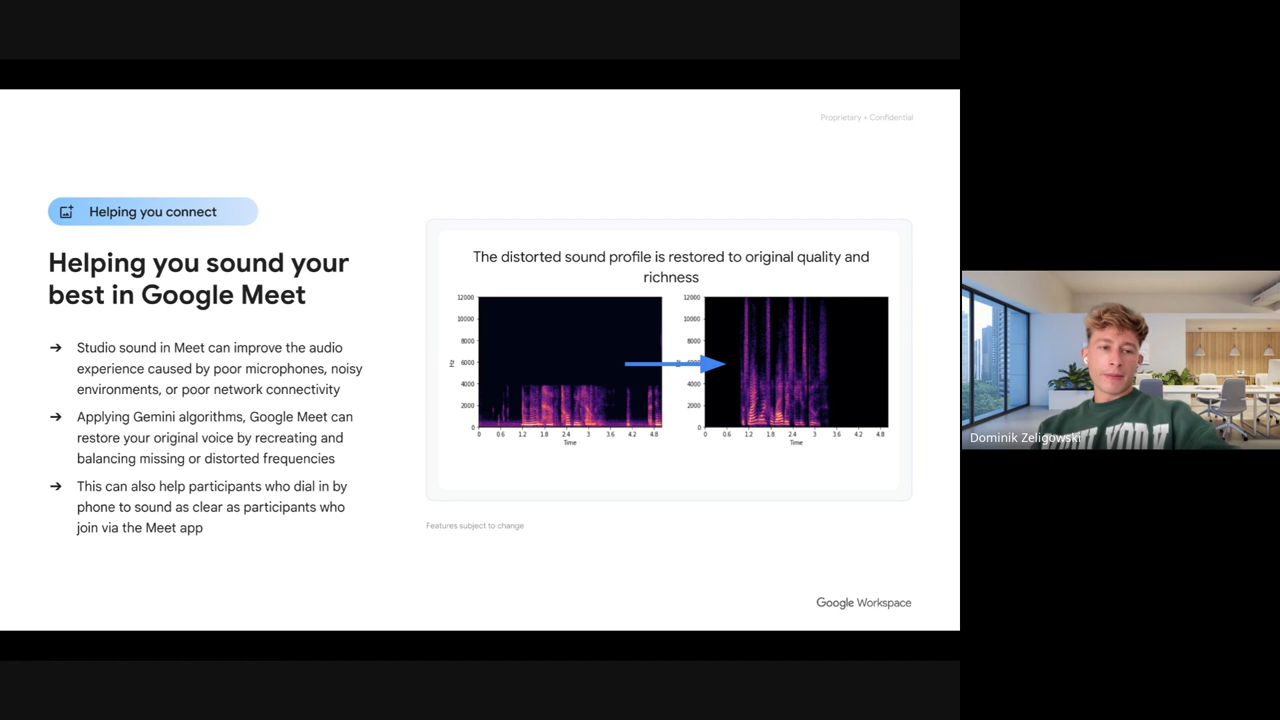 Proprietary + Confidential
Helping you connect
Helping you sound your
best in Google Meet
→ Studio sound in Meet can improve the audio
experience caused by poor microphones, noisy
environments, or poor network connectivity
→ Applying Gemini algorithms, Google Meet can
restore your original voice by recreating and
balancing missing or distorted frequencies
→ This can also help participants who dial in by
phone to sound as clear as participants who
join via the Meet app
The distorted sound profile is restored to original quality and
richness
12000
10000
8000
6000
4000
2000
0
Hz
0 0.6 1.2 1.8 2.4 3 3.6 4.2 4.8
Time
12000
10000
8000
4000
2000
0
0 0.6 1.2 1.8 2.4 3 3.6 4.2 4.8
Time
Features subject to change
Google Workspace
Dominik Zeligowski
YORK